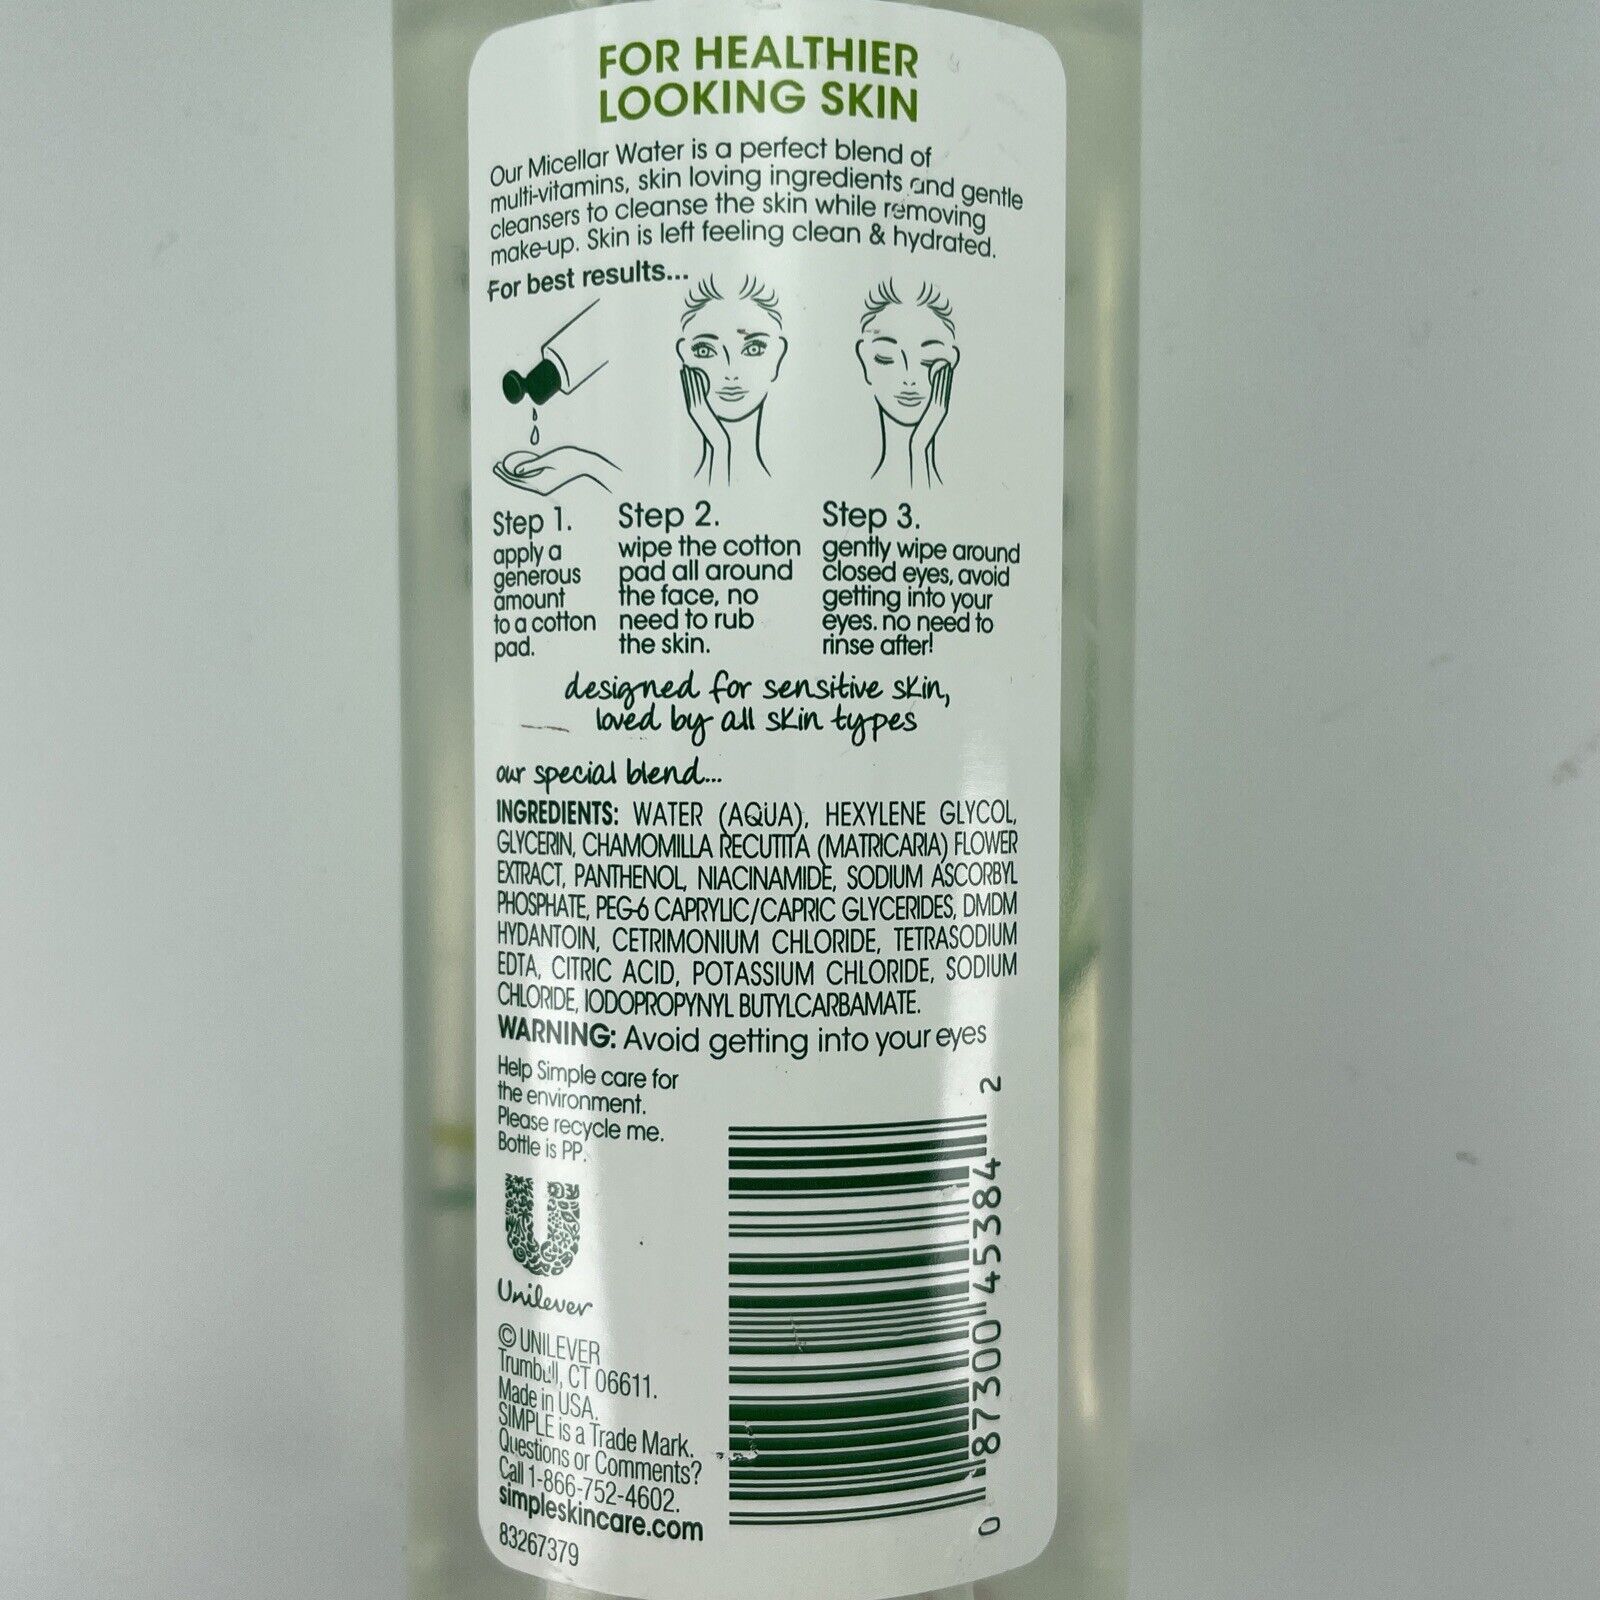 FOR HEALTHIER
LOOKING SKIN
Our Micellar Water is a perfect blend of
multi-vitamins, skin loving ingredients and gentle
cleansers to cleanse the skin while removing
make-up. Skin is left feeling clean & hydrated.
For best results...
Step 1.
apply a
generous
amount
to a cotton
pad.
Step 2.
wipe the cotton
pad all around
the face, no
need to rub
the skin.
Step 3.
gently wipe around
closed eyes, avoid
getting into your
eyes. no need to
rinse after!
designed for sensitive skin,
loved by all skin types
our special blend...
INGREDIENTS: WATER (AQUA), HEXYLENE GLYCOL,
GLYCERIN, CHAMOMILLA RECUTITA (MATRICARIA) FLOWER
EXTRACT, PANTHENOL, NIACINAMIDE, SODIUM ASCORBYL
PHOSPHATE, PEG-6 CAPRYLIC/CAPRIC GLYCERIDES, DMDM
HYDANTOIN, CETRIMONIUM CHLORIDE, TETRASODIUM
EDTA, CITRIC ACID, POTASSIUM CHLORIDE, SODIUM
CHLORIDE, IODOPROPYNYL BUTYLCARBAMATE.
WARNING: Avoid getting into your eyes
Help Simple care for
the environment.
Please recycle me.
Bottle is PP.
Unilever
© UNILEVER
Trumbull, CT 06611.
Made in USA.
SIMPLE is a Trade Mark.
Questions or Comments?
Call 1-866-752-4602.
simpleskincare.com
83267379
0 87300 45384 2